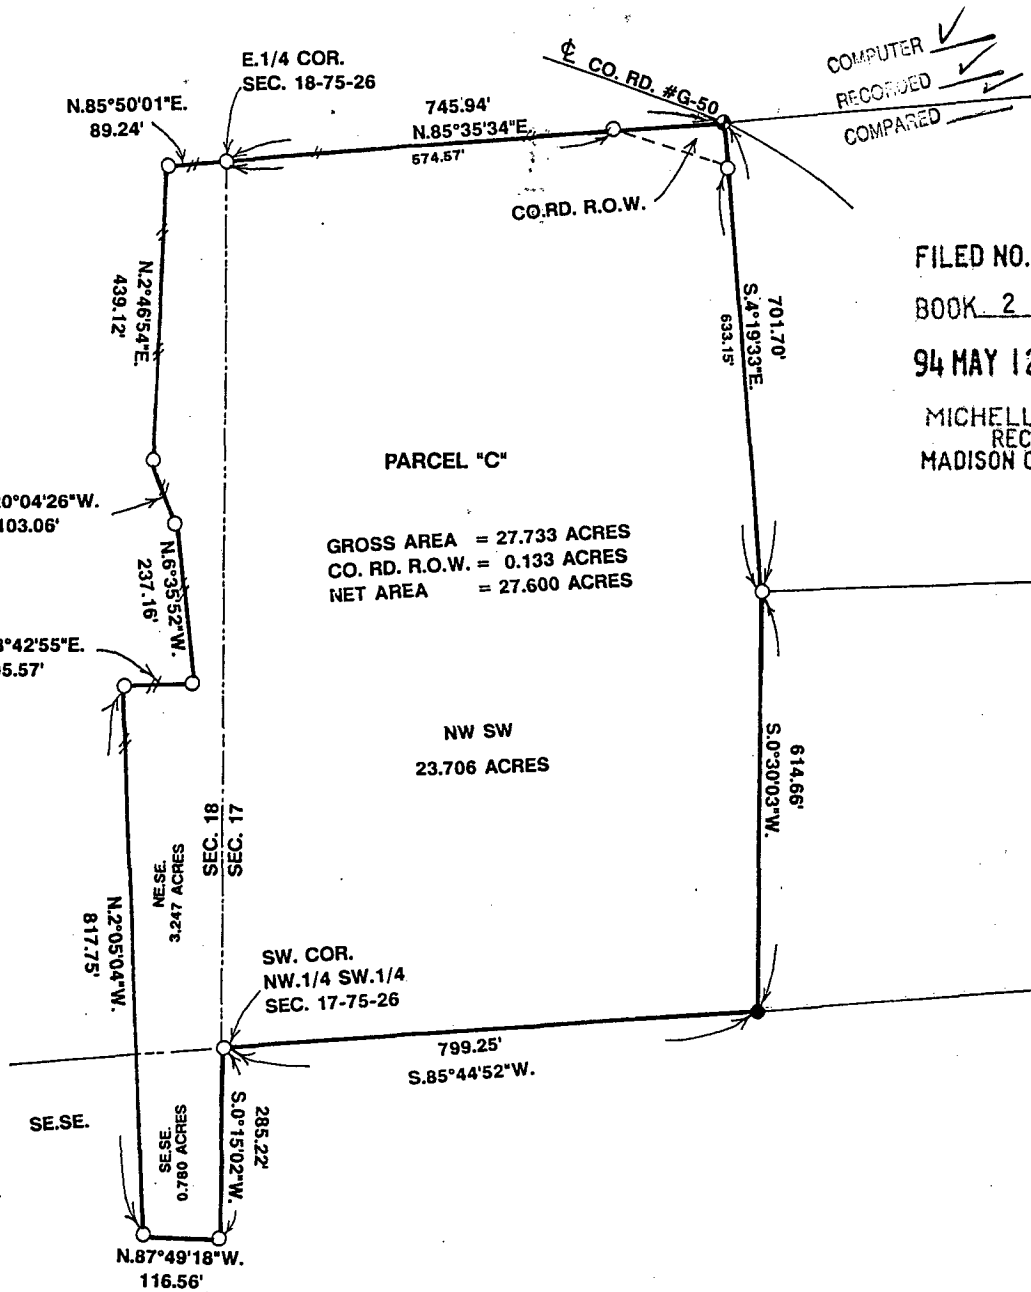 COMPUTER
RECORDED
COMPARED
℄ CO. RD. #G-50
E.1/4 COR.
SEC. 18-75-26
N.85°50'01"E.
89.24'
745.94'
N.85°35'34"E.
574.57'
CO.RD. R.O.W.
FILED NO.
BOOK 2
94 MAY 12
MICHELL
REC
MADISON C
N.2°46'54"E.
439.12'
701.70'
S.4°19'33"E.
633.15'
PARCEL "C"
0°04'26"W.
103.06'
GROSS AREA = 27.733 ACRES
CO. RD. R.O.W. = 0.133 ACRES
NET AREA = 27.600 ACRES
N.6°35'52"W.
237.16'
°42'55"E.
5.57'
NW SW
23.706 ACRES
614.66'
S.0°30'03"W.
SEC. 18
SEC. 17
NE.SE.
3.247 ACRES
N.2°05'04"W.
817.75'
SW. COR.
NW.1/4 SW.1/4
SEC. 17-75-26
799.25'
S.85°44'52"W.
SE.SE.
SE.SE.
0.780 ACRES
285.22'
S.0°15'02"W.
N.87°49'18"W.
116.56'